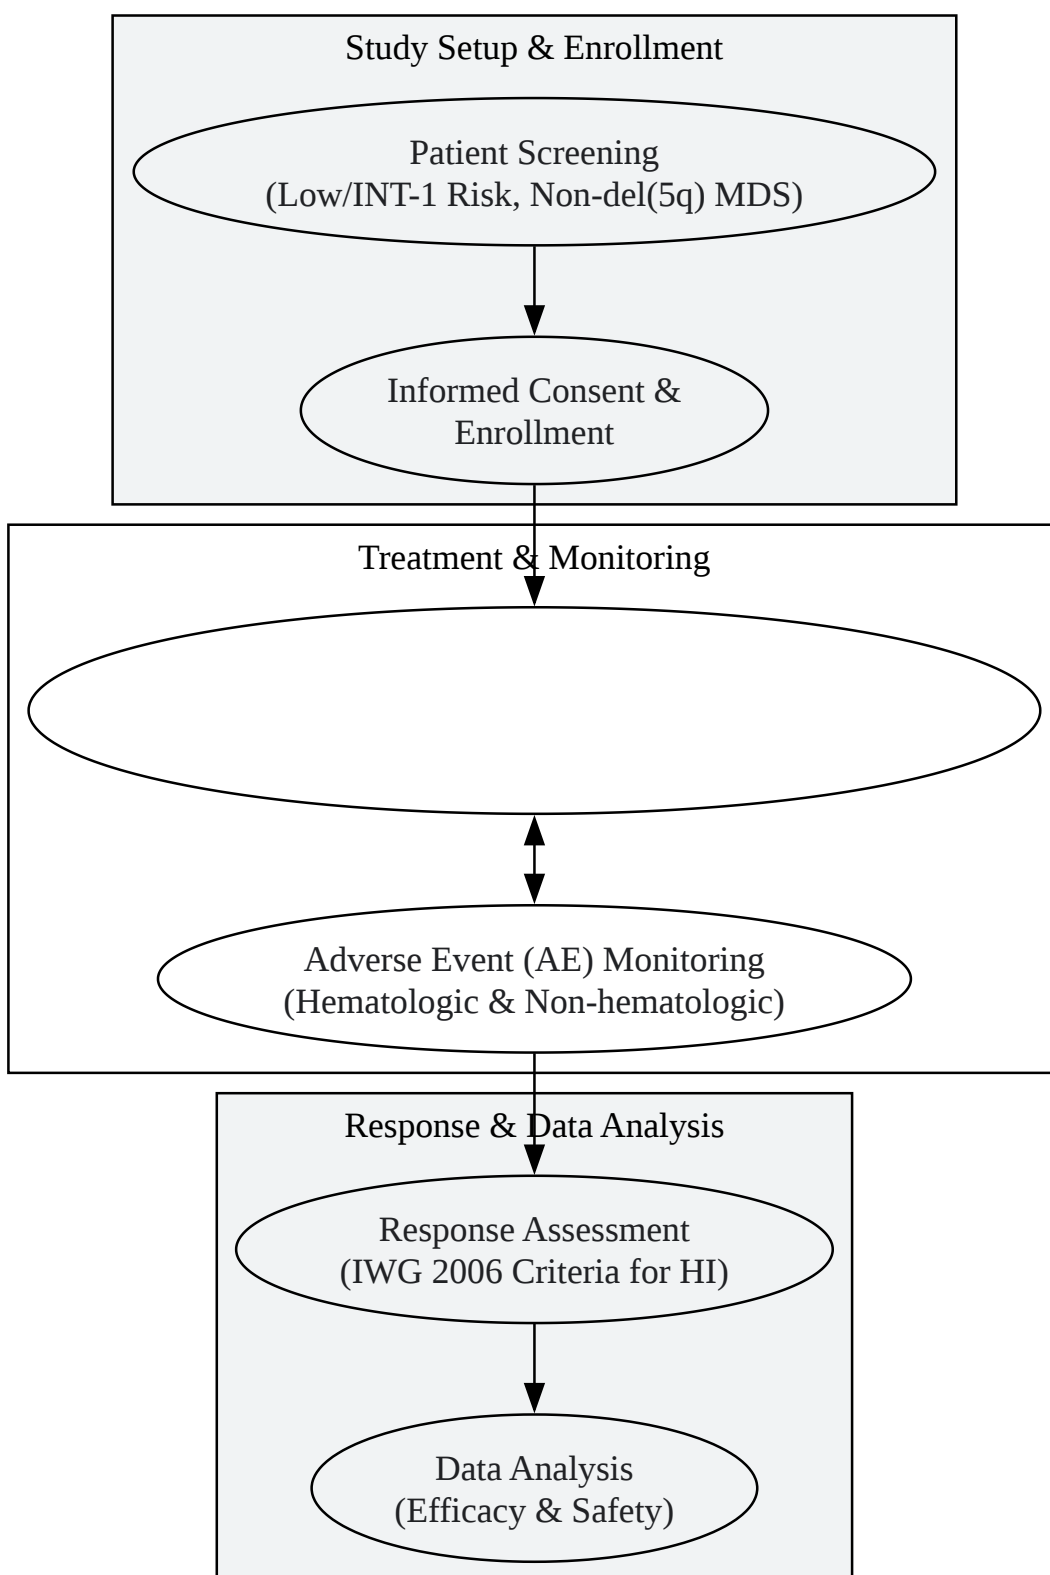 Study Setup & Enrollment
Patient Screening
(Low/INT-1 Risk, Non-del(5q) MDS)
Informed Consent &
Enrollment
Treatment & Monitoring
Adverse Event (AE) Monitoring
(Hematologic & Non-hematologic)
Response & Data Analysis
Response Assessment
(IWG 2006 Criteria for HI)
Data Analysis
(Efficacy & Safety)